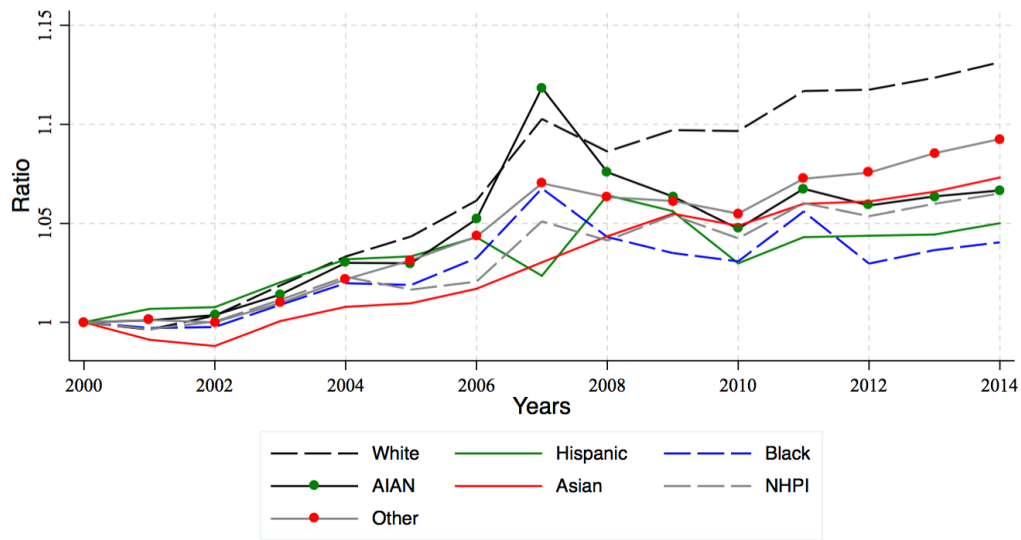 1.15
1.1
1.05
1
Ratio
2000 2002 2004 2006 2008 2010 2012 2014
Years
White Hispanic Black
AIAN Asian NHPI
Other